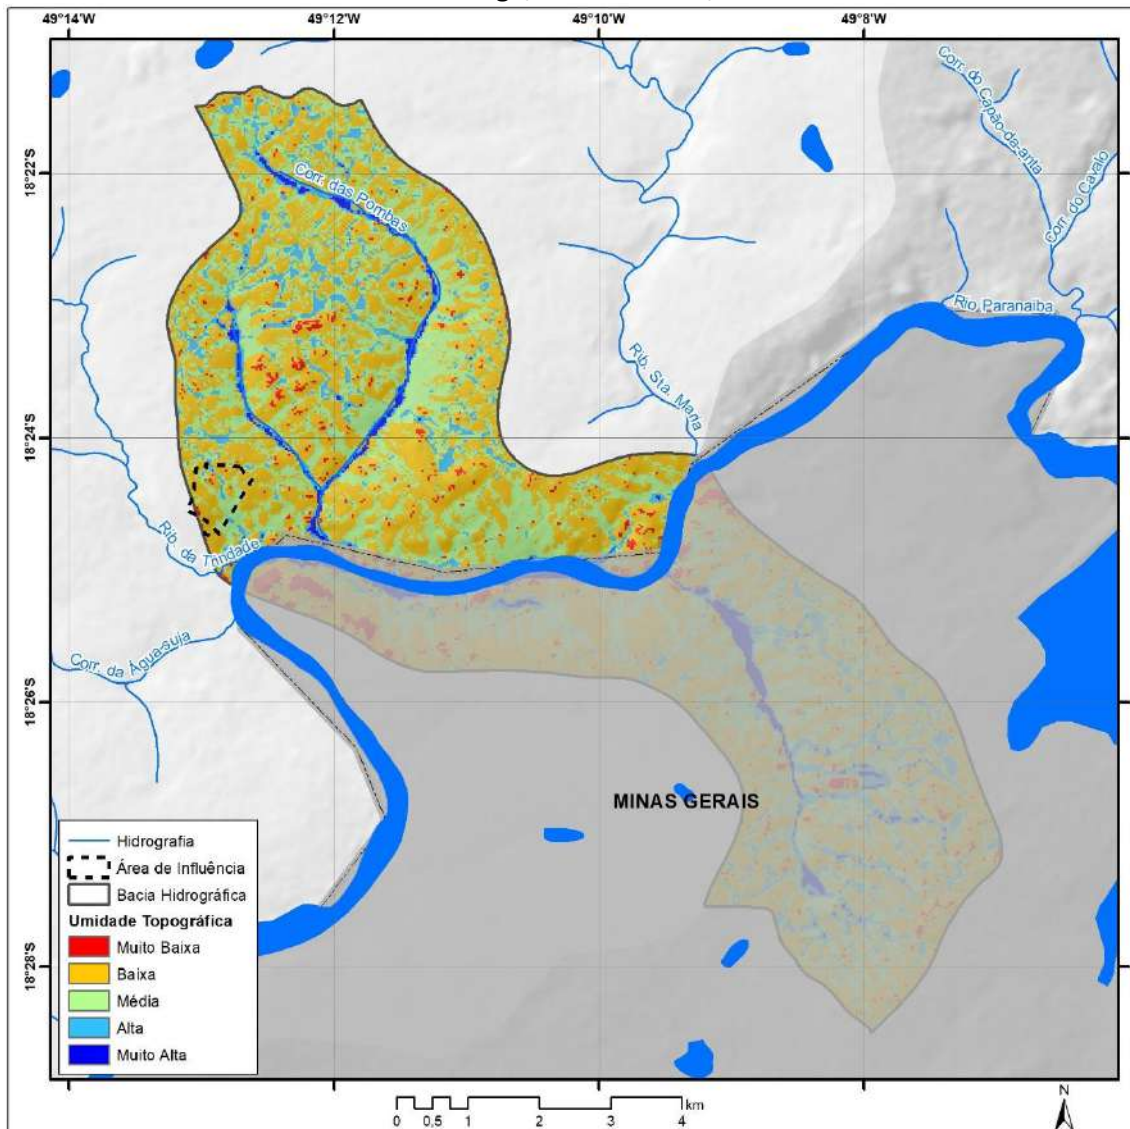 49°14'W 49°12'W 49°10'W 49°8'W
Corr. do Capão-da-anta
Corr. do Cavalo
18°22'S
Corr. das Pombas
Rio Paranaiba
Rib. Sta. Maria
18°24'S
Rib. da Trindade
Corr. da Água-suja
18°26'S
MINAS GERAIS
Hidrografia
Área de Influência
Bacia Hidrográfica
Umidade Topográfica
Muito Baixa
Baixa
Média
Alta
Muito Alta
18°28'S
km
0 0,5 1 2 3 4
N